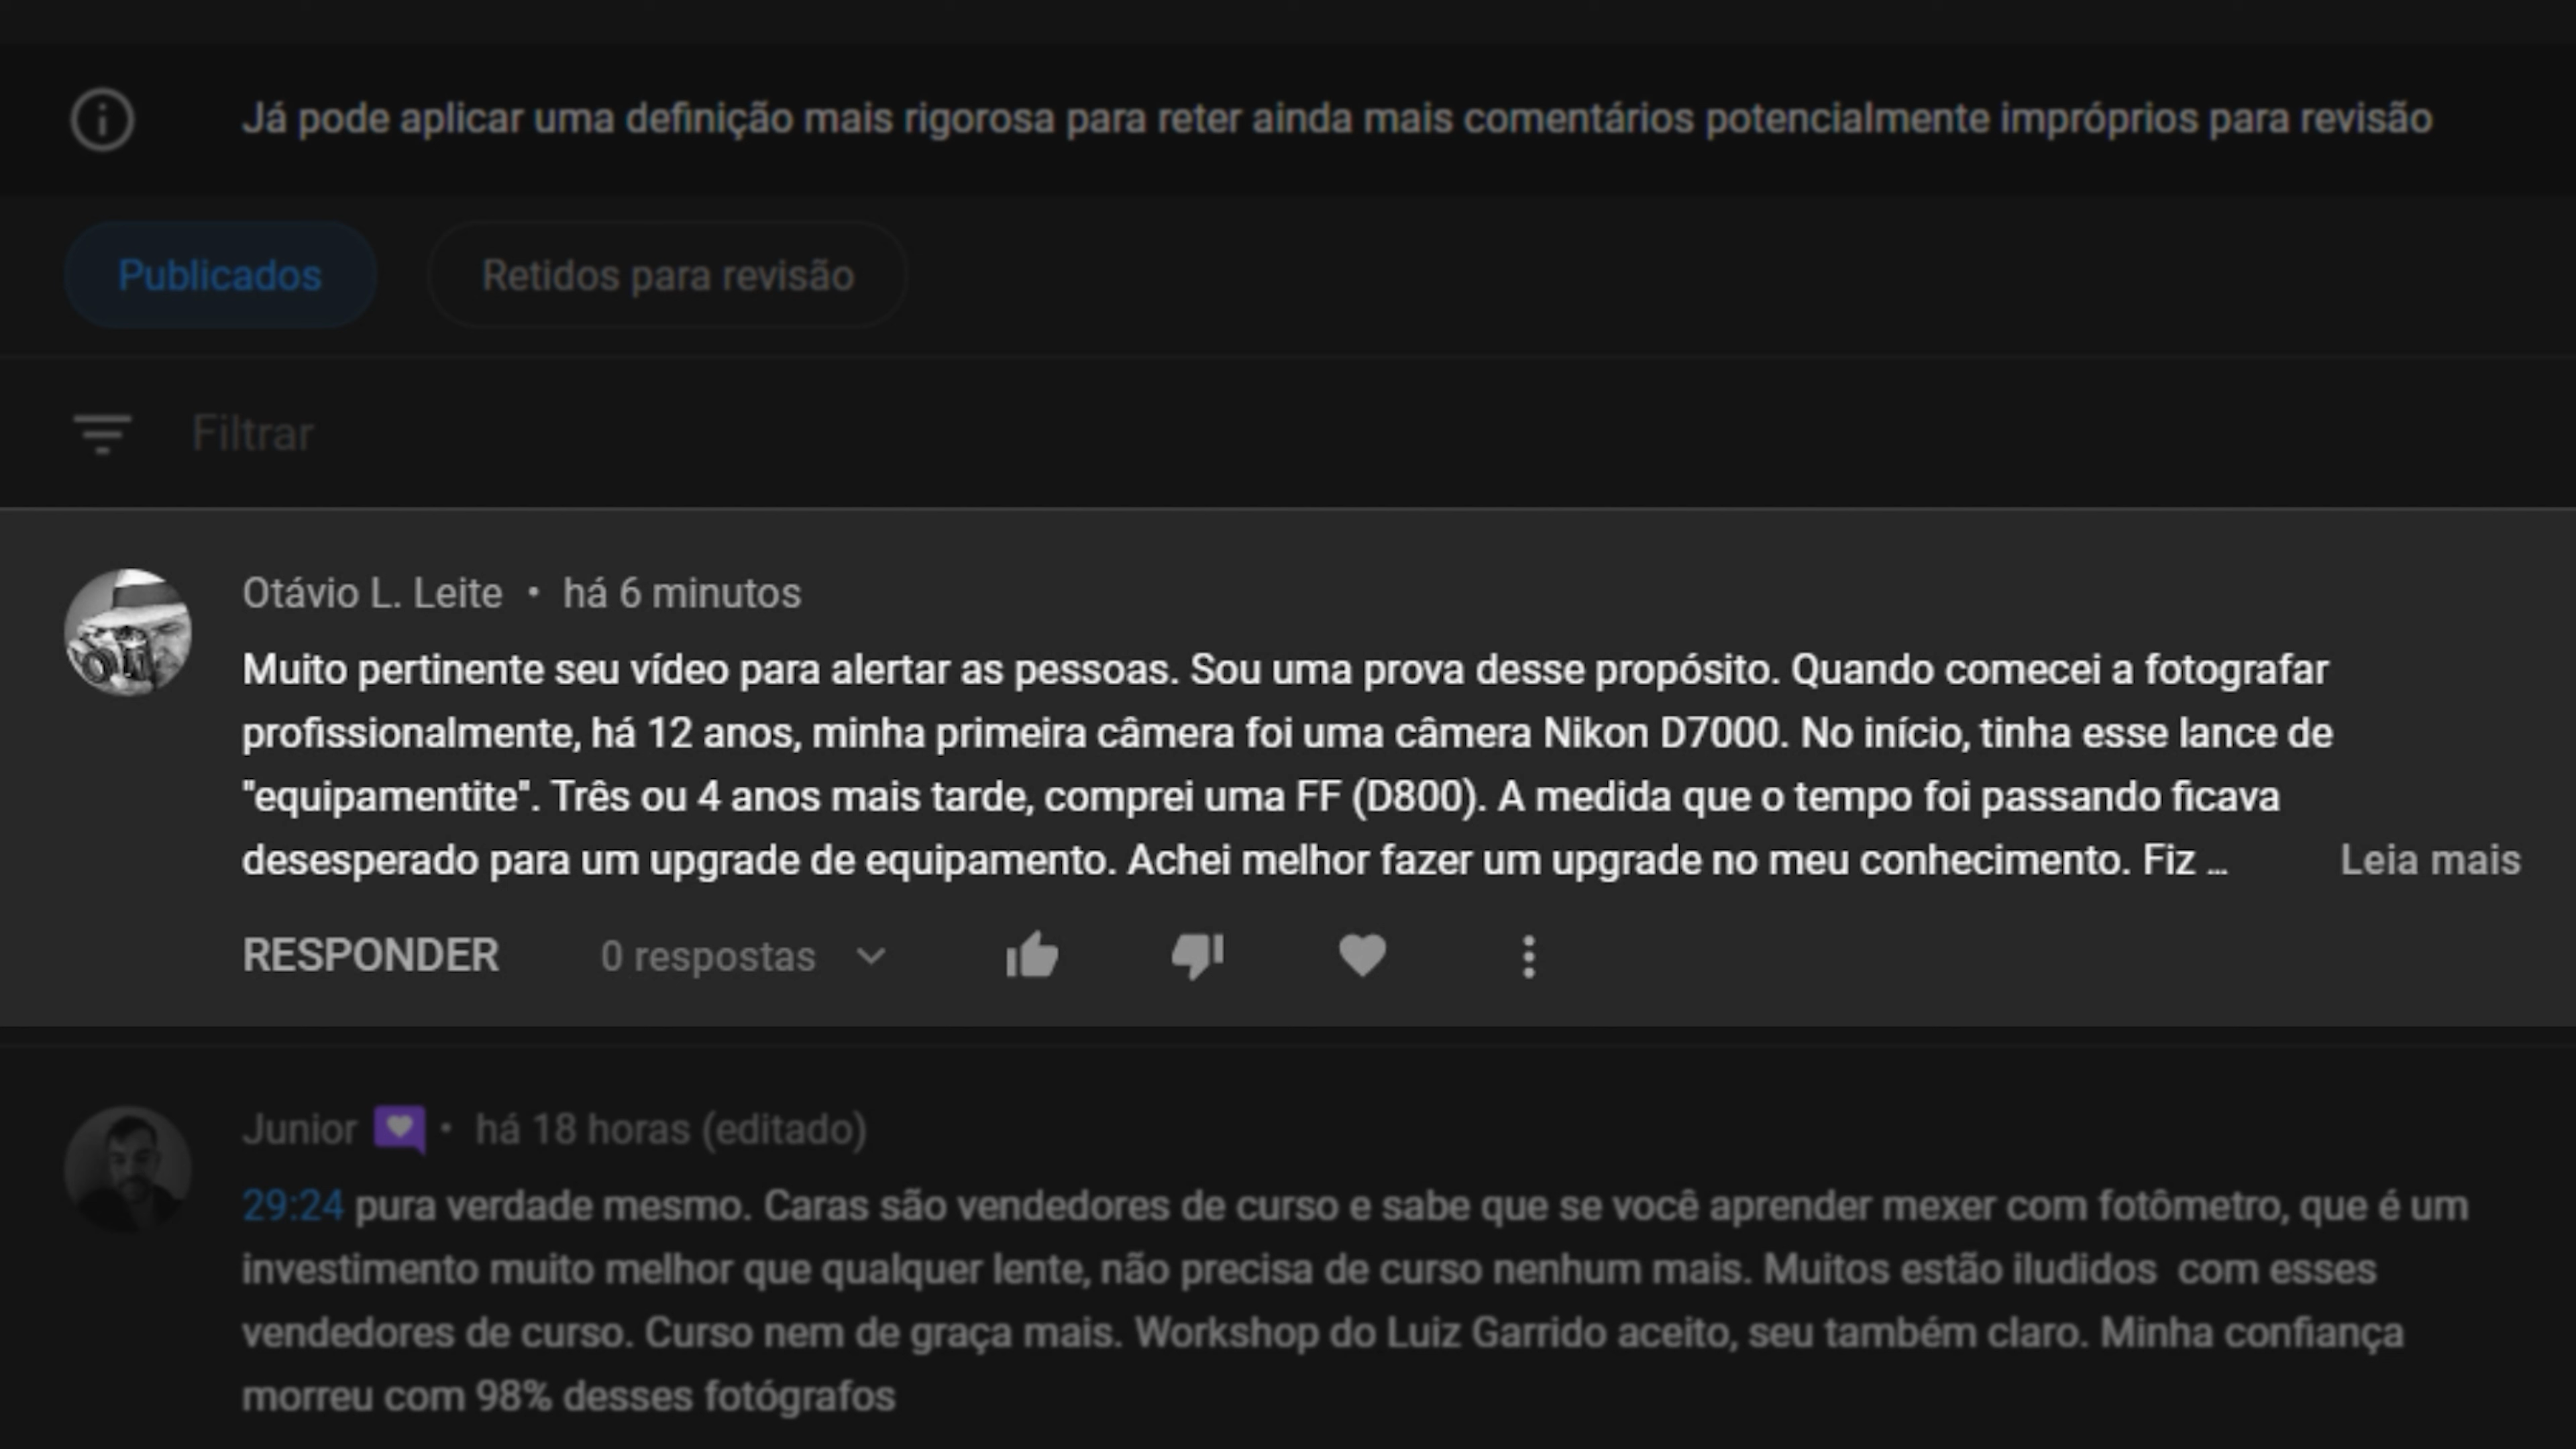 Já pode aplicar uma definição mais rigorosa para reter ainda mais comentários potencialmente impróprios para revisão
Publicados
Retidos para revisão
Filtrar
Otávio L. Leite • há 6 minutos
Muito pertinente seu vídeo para alertar as pessoas. Sou uma prova desse propósito. Quando comecei a fotografar
profissionalmente, há 12 anos, minha primeira câmera foi uma câmera Nikon D7000. No início, tinha esse lance de
"equipamentite". Três ou 4 anos mais tarde, comprei uma FF (D800). A medida que o tempo foi passando ficava
desesperado para um upgrade de equipamento. Achei melhor fazer um upgrade no meu conhecimento. Fiz ...
Leia mais
RESPONDER
0 respostas
Junior • há 18 horas (editado)
29:24 pura verdade mesmo. Caras são vendedores de curso e sabe que se você aprender mexer com fotômetro, que é um
investimento muito melhor que qualquer lente, não precisa de curso nenhum mais. Muitos estão iludidos com esses
vendedores de curso. Curso nem de graça mais. Workshop do Luiz Garrido aceito, seu também claro. Minha confiança
morreu com 98% desses fotógrafos